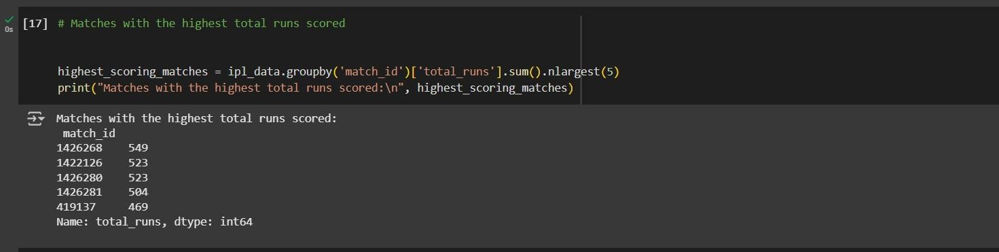 [17] # Matches with the highest total runs scored
0s
highest_scoring_matches = ipl_data.groupby('match_id')['total_runs'].sum().nlargest(5)
print("Matches with the highest total runs scored:\n", highest_scoring_matches)
Matches with the highest total runs scored:
match_id
1426268 549
1422126 523
1426280 523
1426281 504
419137 469
Name: total_runs, dtype: int64